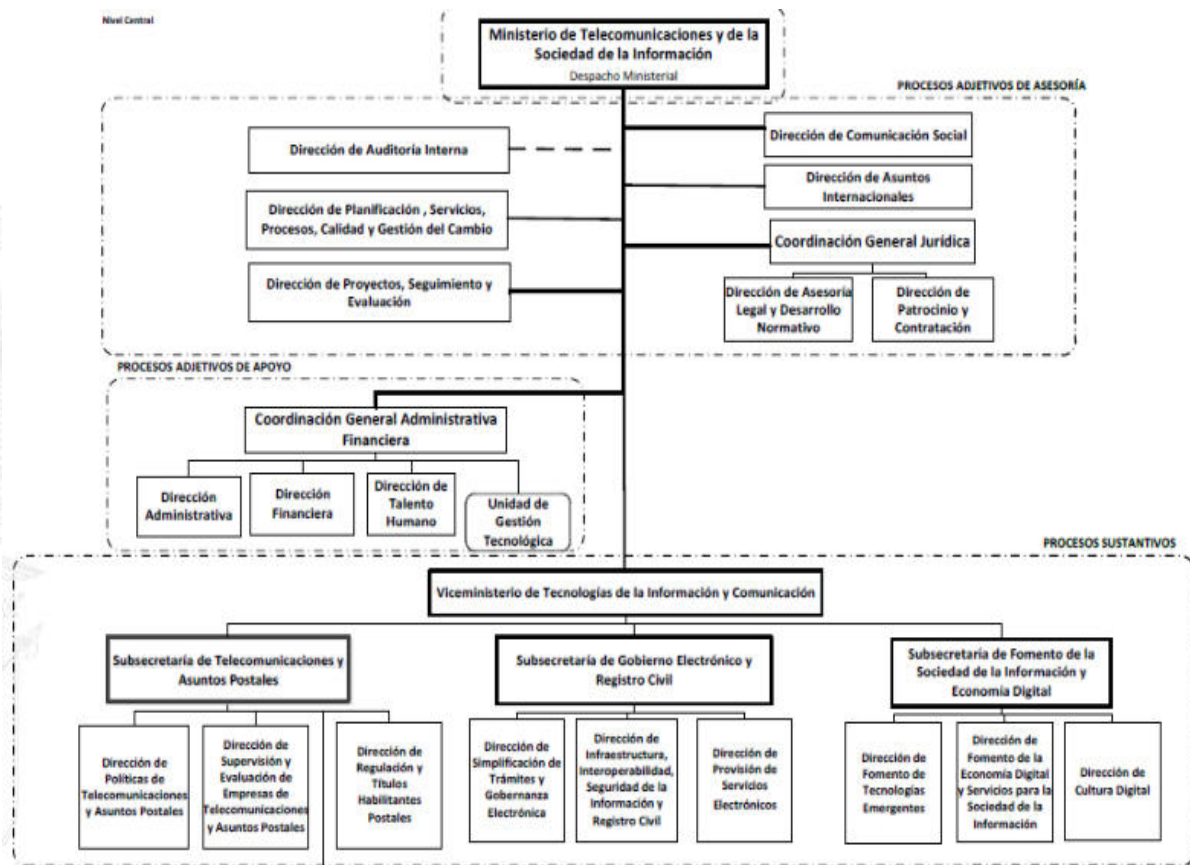 Nivel Central
Ministerio de Telecomunicaciones y de la
Sociedad de la Información
Despacho Ministerial
PROCESOS ADJETIVOS DE ASESORÍA
Dirección de Auditoría Interna
Dirección de Planificación , Servicios,
Procesos, Calidad y Gestión del Cambio
Dirección de Proyectos, Seguimiento y
Evaluación
Dirección de Comunicación Social
Dirección de Asuntos
Internacionales
Coordinación General Jurídica
Dirección de Asesoría
Legal y Desarrollo
Normativo
Dirección de
Patrocinio y
Contratación
PROCESOS ADJETIVOS DE APOYO
Coordinación General Administrativa
Financiera
Dirección
Administrativa
Dirección
Financiera
Dirección de
Talento
Humano
Unidad de
Gestión
Tecnológica
PROCESOS SUSTANTIVOS
Viceministerio de Tecnologías de la Información y Comunicación
Subsecretaría de Telecomunicaciones y
Asuntos Postales
Subsecretaría de Gobierno Electrónico y
Registro Civil
Subsecretaría de Fomento de la
Sociedad de la Información y
Economía Digital
Dirección de
Políticas de
Telecomunicaciones
y Asuntos Postales
Dirección de
Supervisión y
Evaluación de
Empresas de
Telecomunicaciones
y Asuntos Postales
Dirección de
Regulación y
Títulos
Habilitantes
Postales
Dirección de
Simplificación de
Trámites y
Gobernanza
Electrónica
Dirección de
Infraestructura,
Interoperabilidad,
Seguridad de la
Información y
Registro Civil
Dirección de
Provisión de
Servicios
Electrónicos
Dirección de
Fomento de
Tecnologías
Emergentes
Dirección de
Fomento de la
Economía Digital
y Servicios para la
Sociedad de la
Información
Dirección de
Cultura Digital